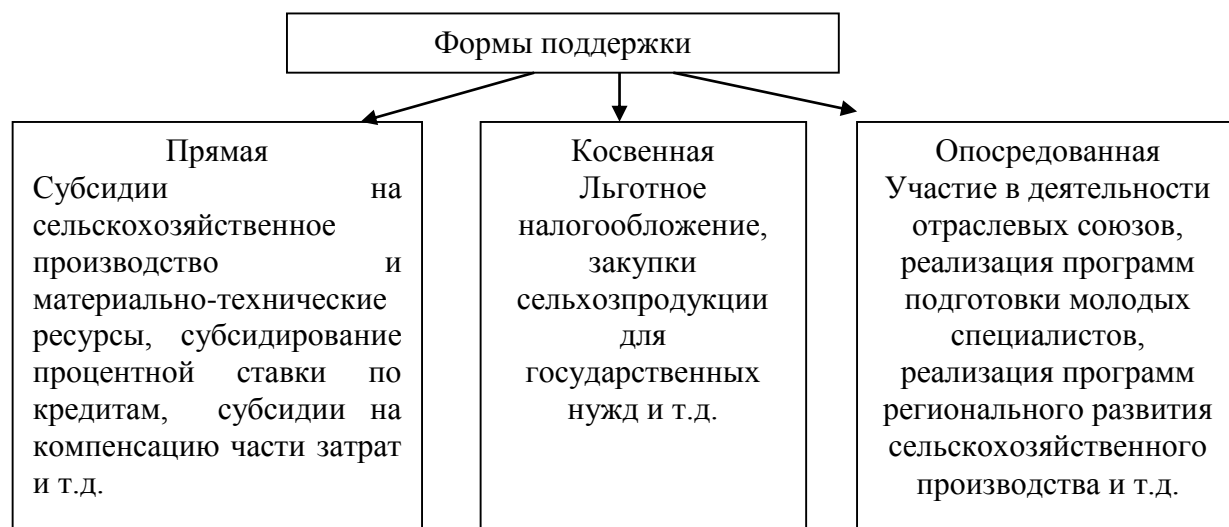 Формы поддержки
Прямая
Субсидии на
сельскохозяйственное
производство и
материально-технические
ресурсы, субсидирование
процентной ставки по
кредитам, субсидии на
компенсацию части затрат
и т.д.
Косвенная
Льготное
налогообложение,
закупки
сельхозпродукции
для
государственных
нужд и т.д.
Опосредованная
Участие в деятельности
отраслевых союзов,
реализация программ
подготовки молодых
специалистов,
реализация программ
регионального развития
сельскохозяйственного
производства и т.д.